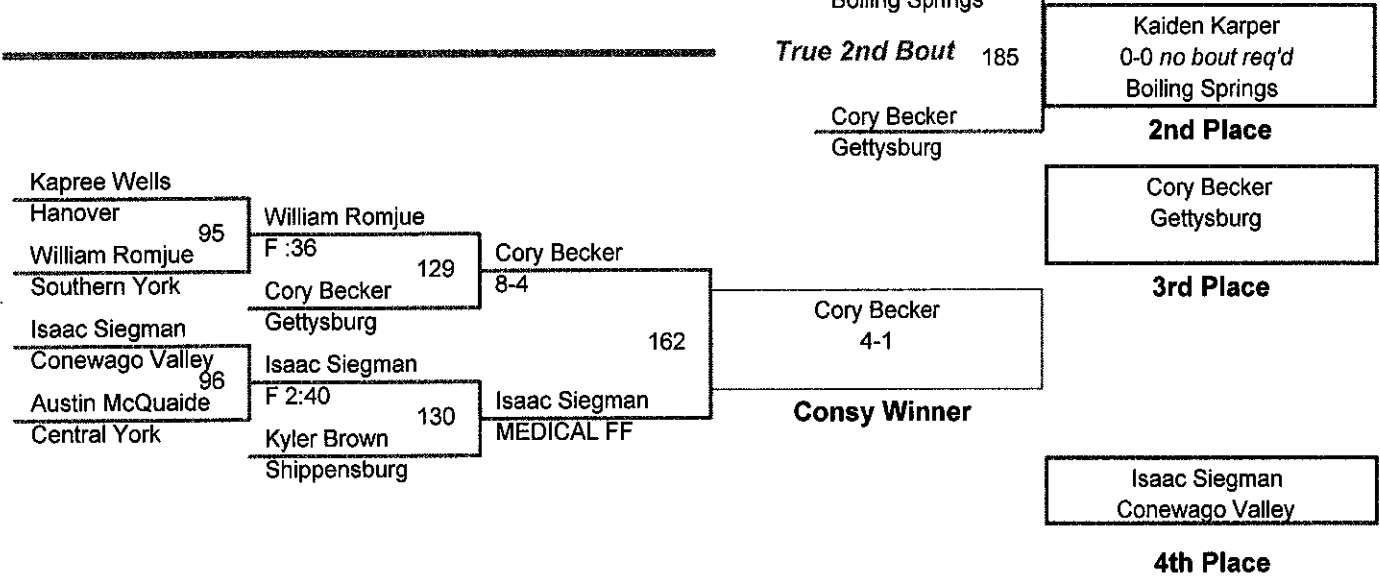 Boiling Springs
True 2nd Bout 185
Kaiden Karper
0-0 no bout req'd
Boiling Springs
2nd Place
Cory Becker
Gettysburg
Kapree Wells
Hanover
95
William Romjue
Southern York
William Romjue
F :36
129
Cory Becker
Gettysburg
Cory Becker
8-4
Isaac Siegman
Conewago Valley
96
Austin McQuaide
Central York
Isaac Siegman
F 2:40
130
Kyler Brown
Shippensburg
Isaac Siegman
MEDICAL FF
162
Cory Becker
4-1
Consy Winner
Cory Becker
Gettysburg
3rd Place
Isaac Siegman
Conewago Valley
4th Place